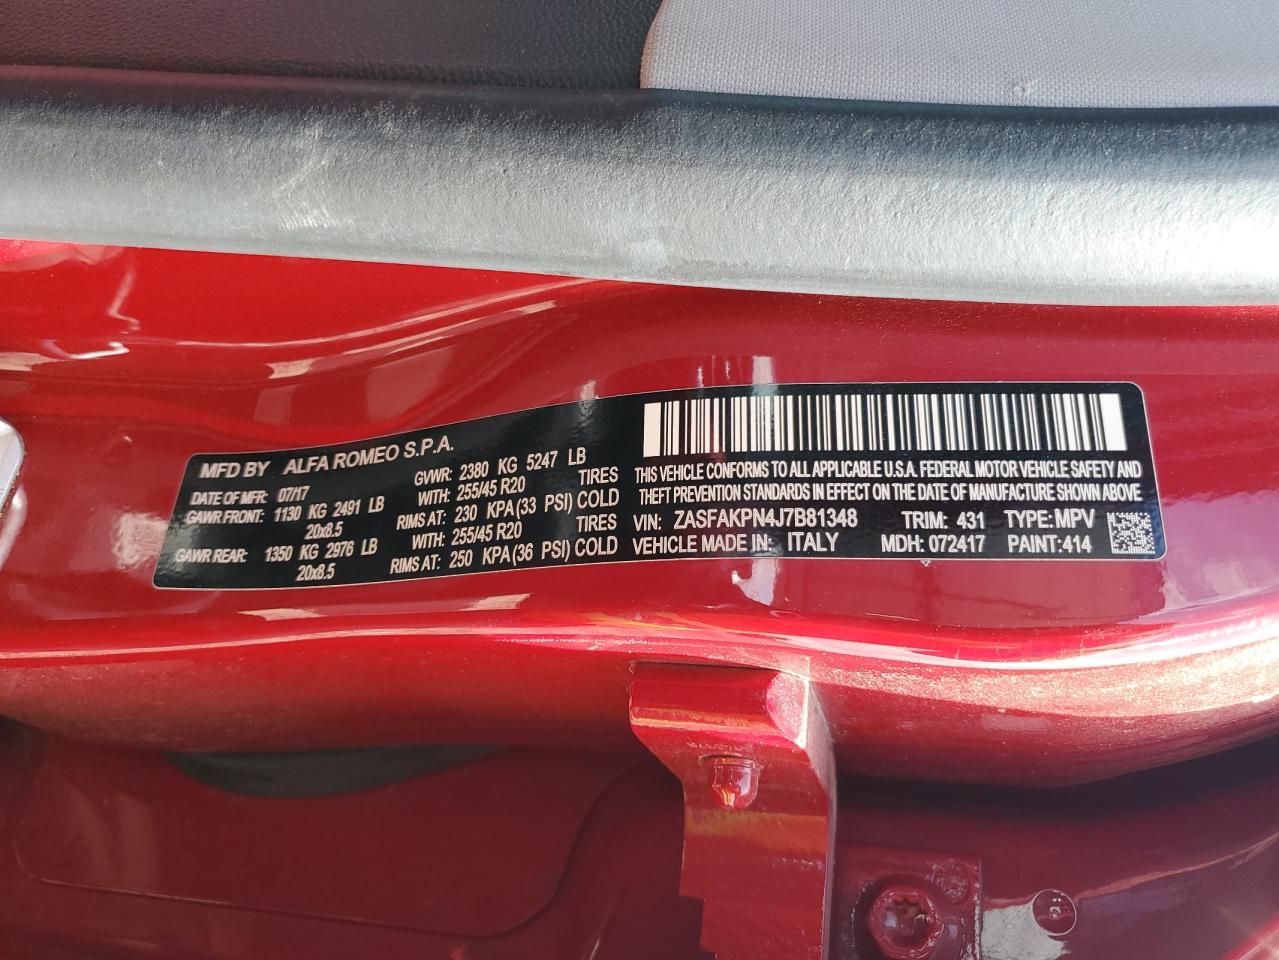 MFD BY ALFA ROMEO S.P.A.
DATE OF MFR: 07/17 GVWR: 2380 KG 5247 LB
GAWR FRONT: 1130 KG 2491 LB WITH: 255/45 R20 TIRES
20x8.5 RIMS AT: 230 KPA(33 PSI) COLD
GAWR REAR: 1350 KG 2976 LB WITH: 255/45 R20 TIRES
20x8.5 RIMS AT: 250 KPA(36 PSI) COLD
THIS VEHICLE CONFORMS TO ALL APPLICABLE U.S.A. FEDERAL MOTOR VEHICLE SAFETY AND
THEFT PREVENTION STANDARDS IN EFFECT ON THE DATE OF MANUFACTURE SHOWN ABOVE
VIN: ZASFAKPN4J7B81348 TRIM: 431 TYPE:MPV
VEHICLE MADE IN: ITALY MDH: 072417 PAINT:414